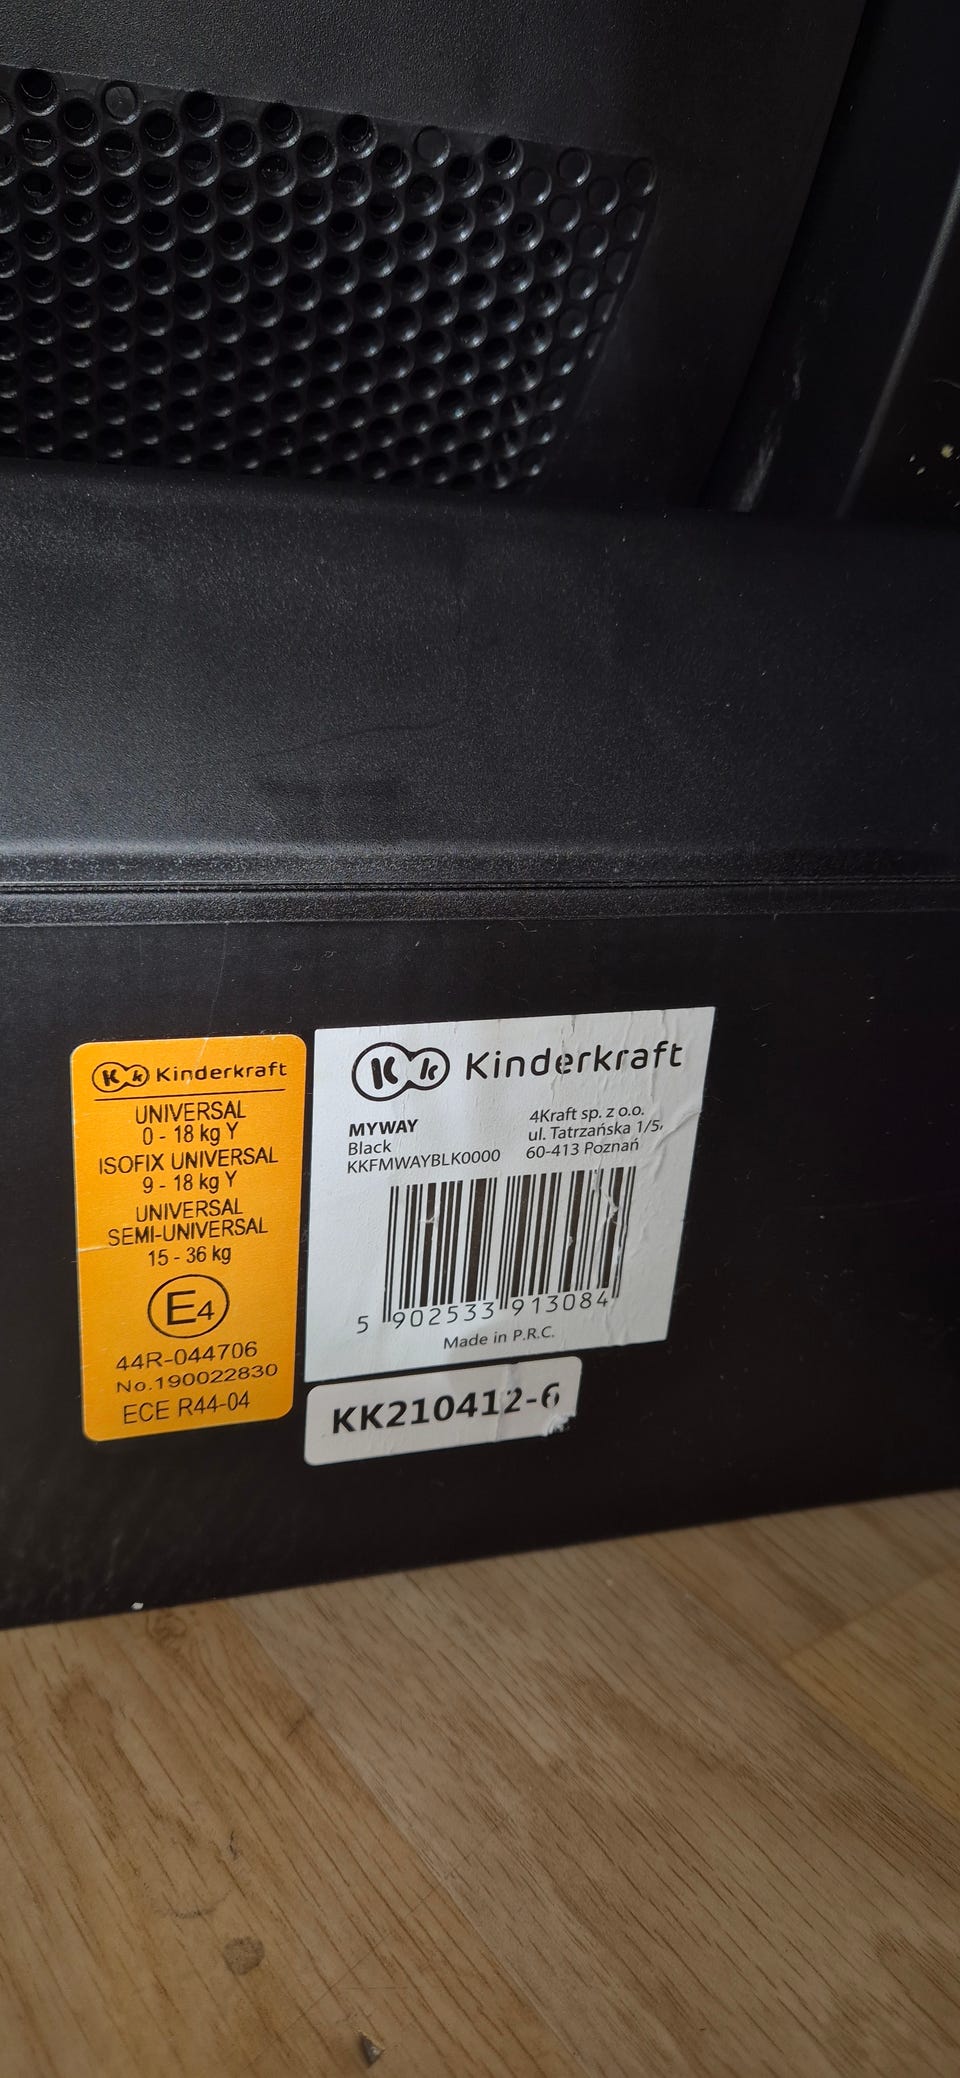 Kk Kinderkraft
UNIVERSAL
0 - 18 kg Y
ISOFIX UNIVERSAL
9 - 18 kg Y
UNIVERSAL
SEMI-UNIVERSAL
15 - 36 kg
E4
44R-044706
No.190022830
ECE R44-04
Kk Kinderkraft
MYWAY
Black
KKFMWAYBLK0000
4Kraft sp. z o.o.
ul. Tatrzańska 1/5,
60-413 Poznań
5 902533 913084
Made in P.R.C.
KK210412-6